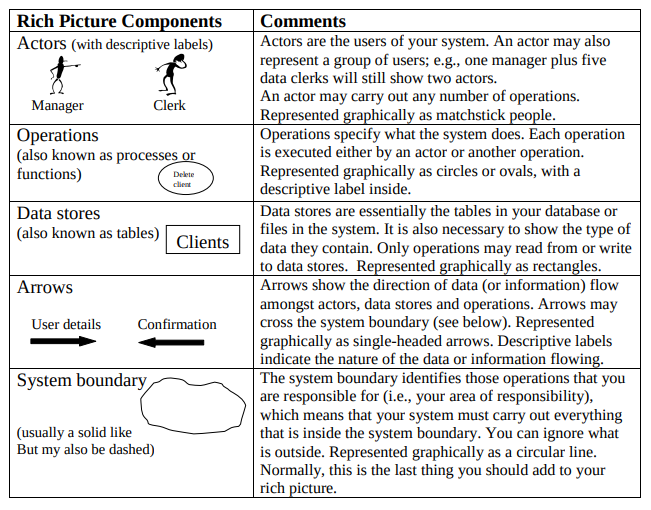 Rich Picture Components
Comments
Actors (with descriptive labels)
Manager
Clerk
Actors are the users of your system. An actor may also
represent a group of users; e.g., one manager plus five
data clerks will still show two actors.
An actor may carry out any number of operations.
Represented graphically as matchstick people.
Operations
(also known as processes or
functions)
Delete
client
Operations specify what the system does. Each operation
is executed either by an actor or another operation.
Represented graphically as circles or ovals, with a
descriptive label inside.
Data stores
(also known as tables)
Clients
Data stores are essentially the tables in your database or
files in the system. It is also necessary to show the type of
data they contain. Only operations may read from or write
to data stores.  Represented graphically as rectangles.
Arrows
User details
Confirmation
Arrows show the direction of data (or information) flow
amongst actors, data stores and operations. Arrows may
cross the system boundary (see below). Represented
graphically as single-headed arrows. Descriptive labels
indicate the nature of the data or information flowing.
System boundary
(usually a solid like
But my also be dashed)
The system boundary identifies those operations that you
are responsible for (i.e., your area of responsibility),
which means that your system must carry out everything
that is inside the system boundary. You can ignore what
is outside. Represented graphically as a circular line.
Normally, this is the last thing you should add to your
rich picture.